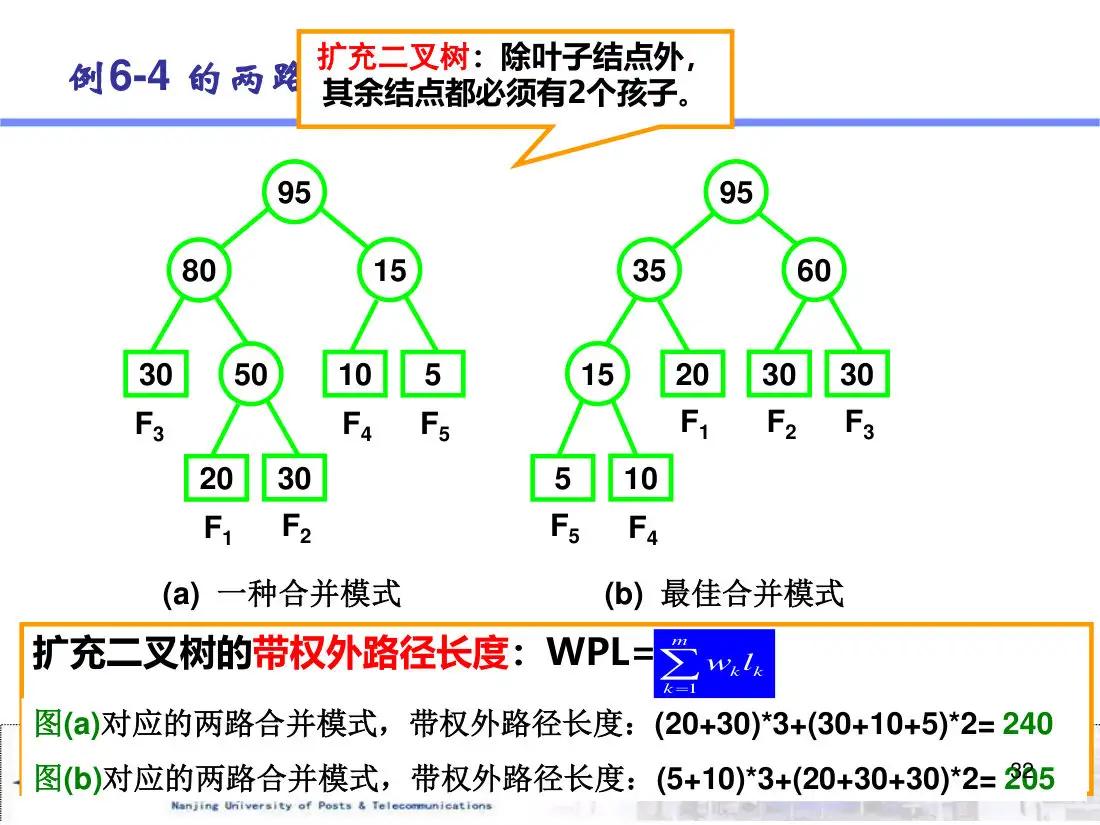 例6-4 的两路
扩充二叉树：除叶子结点外，
其余结点都必须有2个孩子。
95
80 15
30 50 10 5
F3 F4 F5
20 30
F1 F2
(a) 一种合并模式
95
35 60
15 20 30 30
F1 F2 F3
5 10
F5 F4
(b) 最佳合并模式
扩充二叉树的带权外路径长度：WPL=∑ᵐₖ₌₁ wₖlₖ
图(a)对应的两路合并模式，带权外路径长度：(20+30)*3+(30+10+5)*2= 240
图(b)对应的两路合并模式，带权外路径长度：(5+10)*3+(20+30+30)*2= 205
32
Nanjing University of Posts & Telecommunications